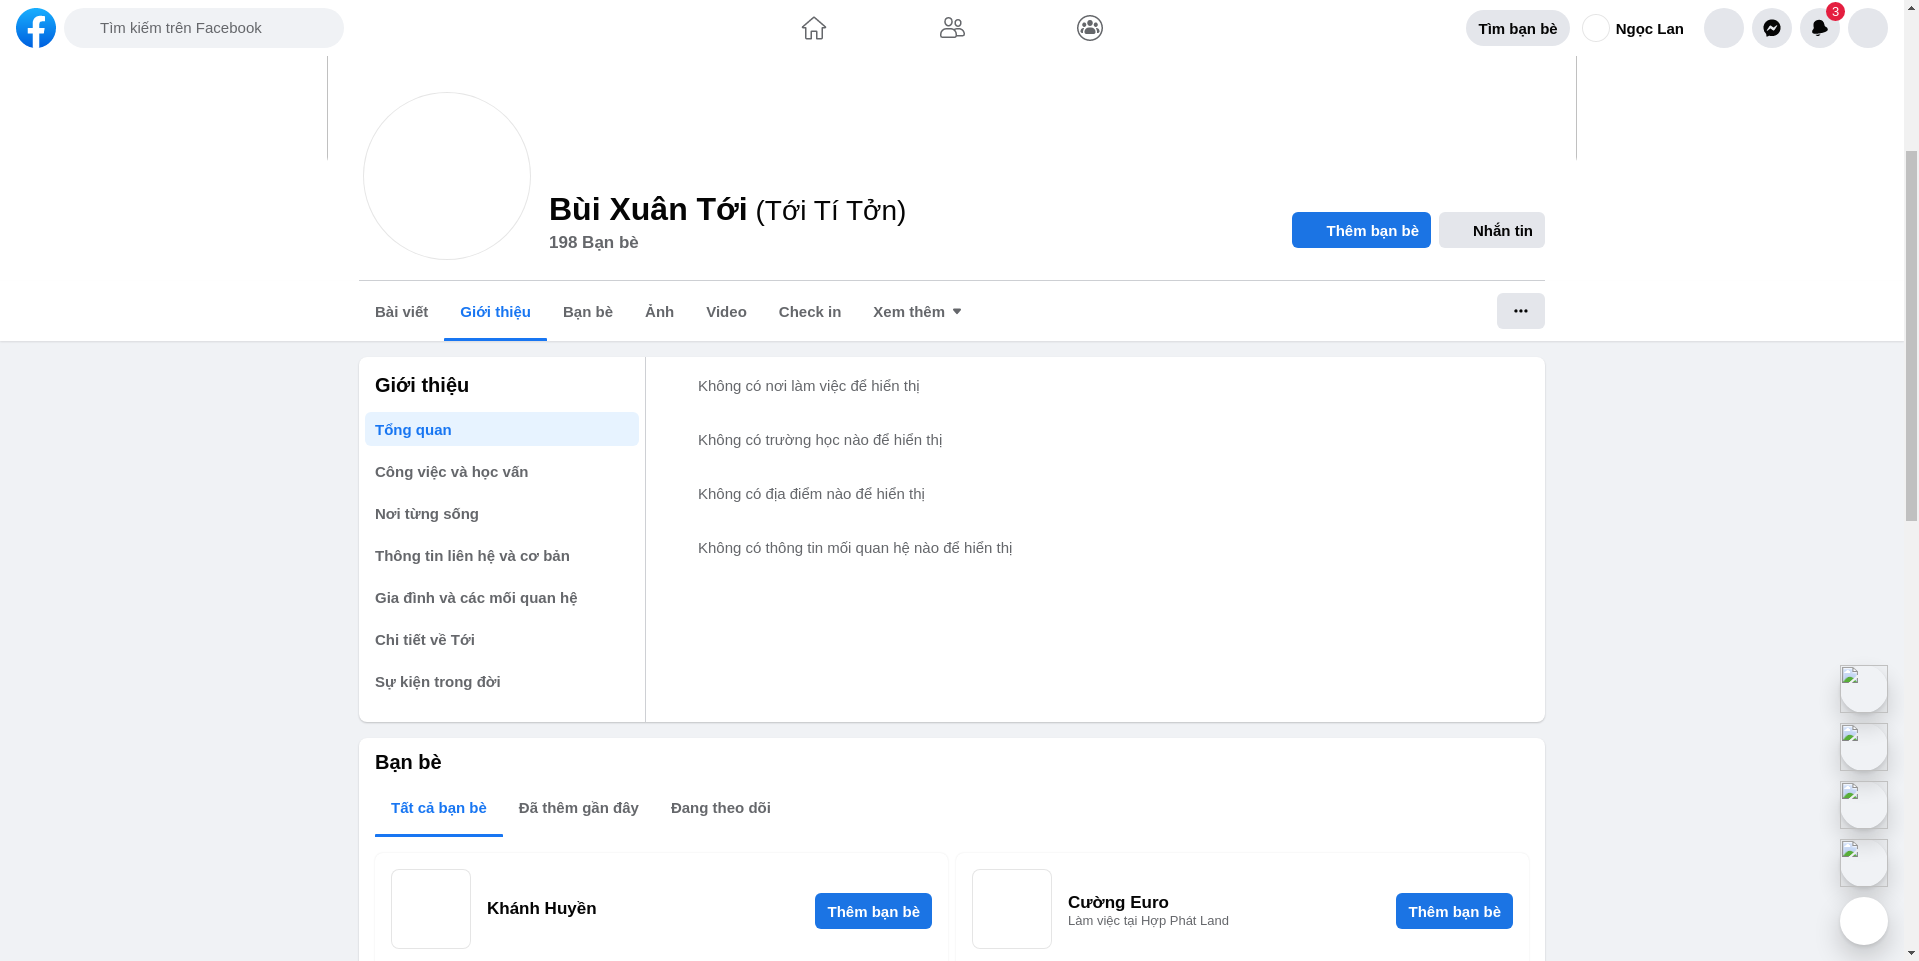 Tìm kiếm trên Facebook
Tìm bạn bè
Ngọc Lan
3
Bùi Xuân Tới (Tới Tí Tởn)
198 Bạn bè
Thêm bạn bè
Nhắn tin
Bài viết
Giới thiệu
Bạn bè
Ảnh
Video
Check in
Xem thêm
Giới thiệu
Tổng quan
Công việc và học vấn
Nơi từng sống
Thông tin liên hệ và cơ bản
Gia đình và các mối quan hệ
Chi tiết về Tới
Sự kiện trong đời
Không có nơi làm việc để hiển thị
Không có trường học nào để hiển thị
Không có địa điểm nào để hiển thị
Không có thông tin mối quan hệ nào để hiển thị
Bạn bè
Tất cả bạn bè
Đã thêm gần đây
Đang theo dõi
Khánh Huyền
Thêm bạn bè
Cường Euro
Làm việc tại Hợp Phát Land
Thêm bạn bè